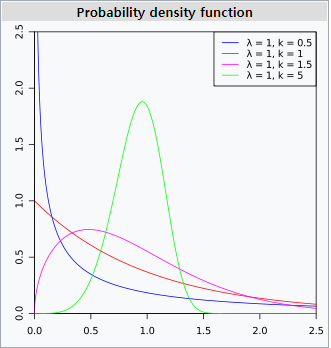 Probability density function
2.5
2.0
1.5
1.0
0.5
0.0
λ = 1, k = 0.5
λ = 1, k = 1
λ = 1, k = 1.5
λ = 1, k = 5
0.0 0.5 1.0 1.5 2.0 2.5